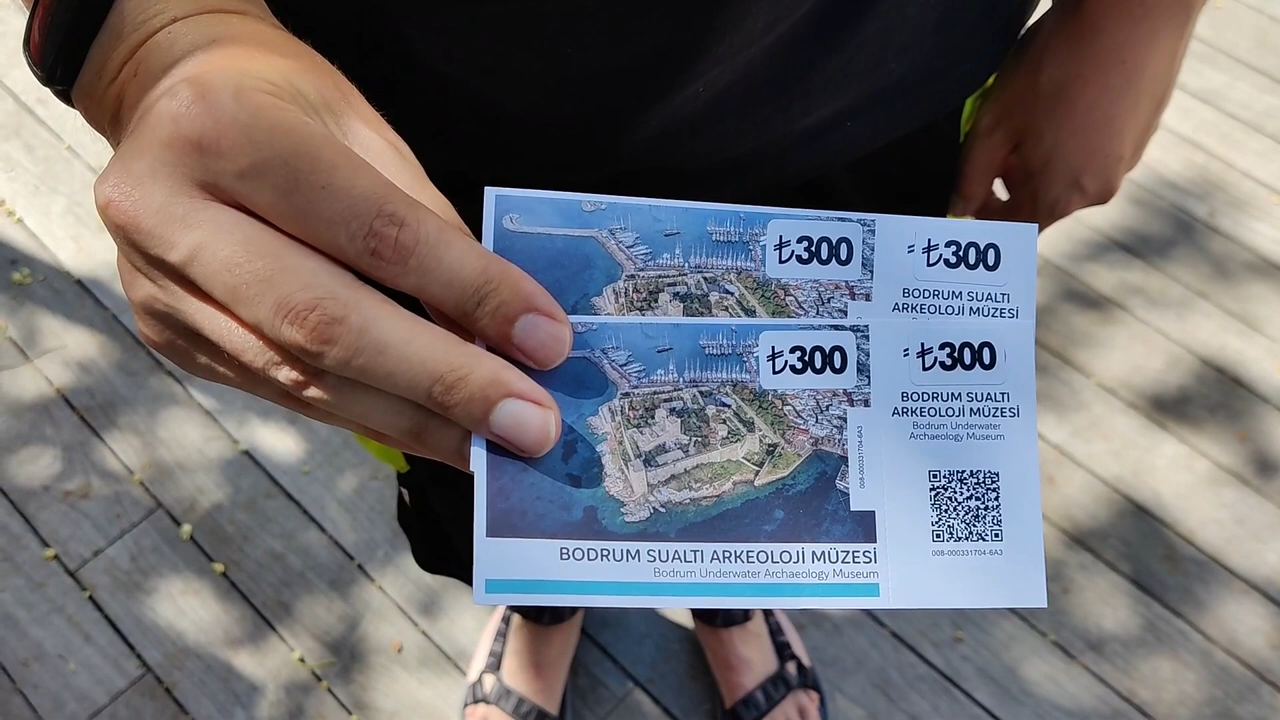 ₺300
₺300
BODRUM SUALTI
ARKEOLOJİ MÜZESİ
₺300
₺300
BODRUM SUALTI
ARKEOLOJİ MÜZESİ
Bodrum Underwater
Archaeology Museum
008-000331704-6A3
008-000331704-6A3
BODRUM SUALTI ARKEOLOJİ MÜZESİ
Bodrum Underwater Archaeology Museum